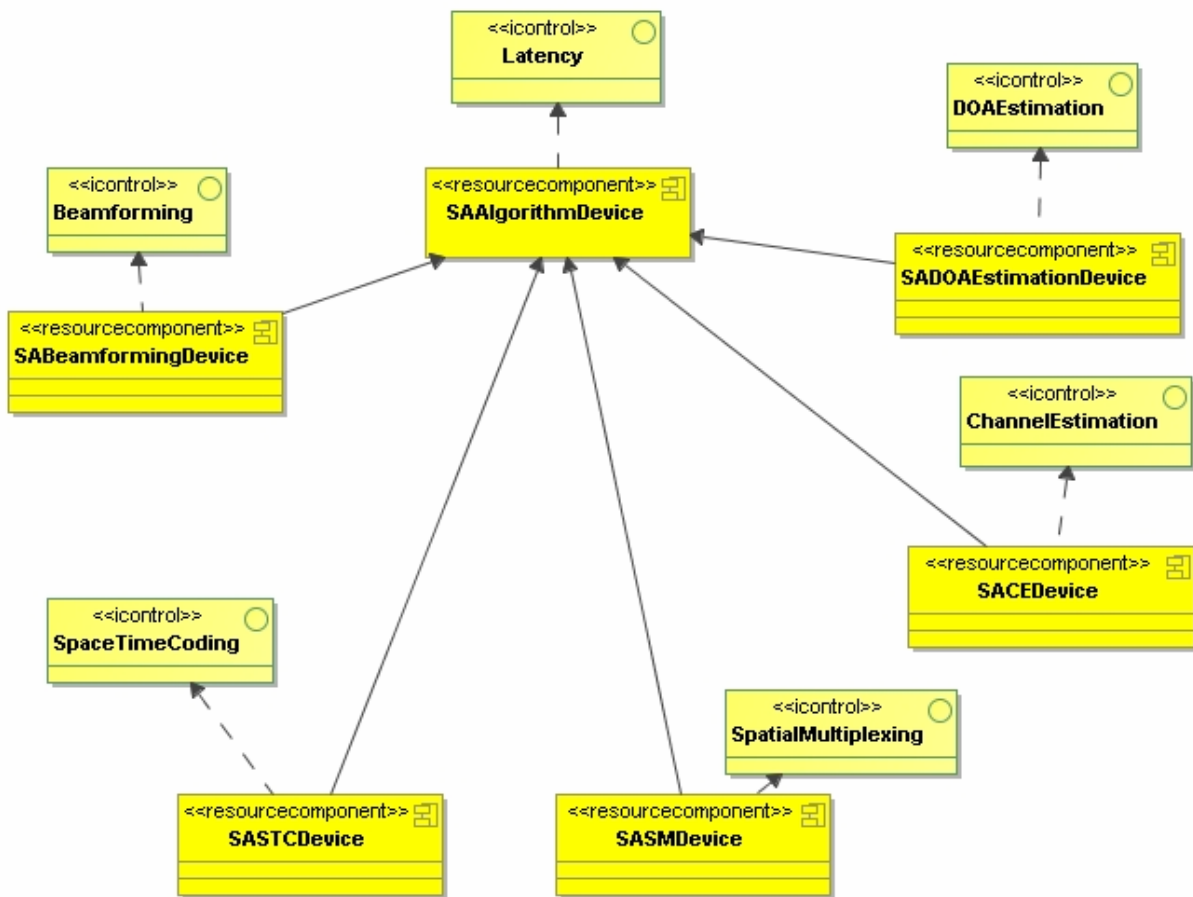 <<icontrol>>
Latency
<<icontrol>>
DOAEstimation
<<icontrol>>
Beamforming
<<resourcecomponent>>
SAAlgorithmDevice
<<resourcecomponent>>
SADOAEstimationDevice
<<resourcecomponent>>
SABeamformingDevice
<<icontrol>>
ChannelEstimation
<<resourcecomponent>>
SACEDevice
<<icontrol>>
SpaceTimeCoding
<<icontrol>>
SpatialMultiplexing
<<resourcecomponent>>
SASTCDevice
<<resourcecomponent>>
SASMDevice